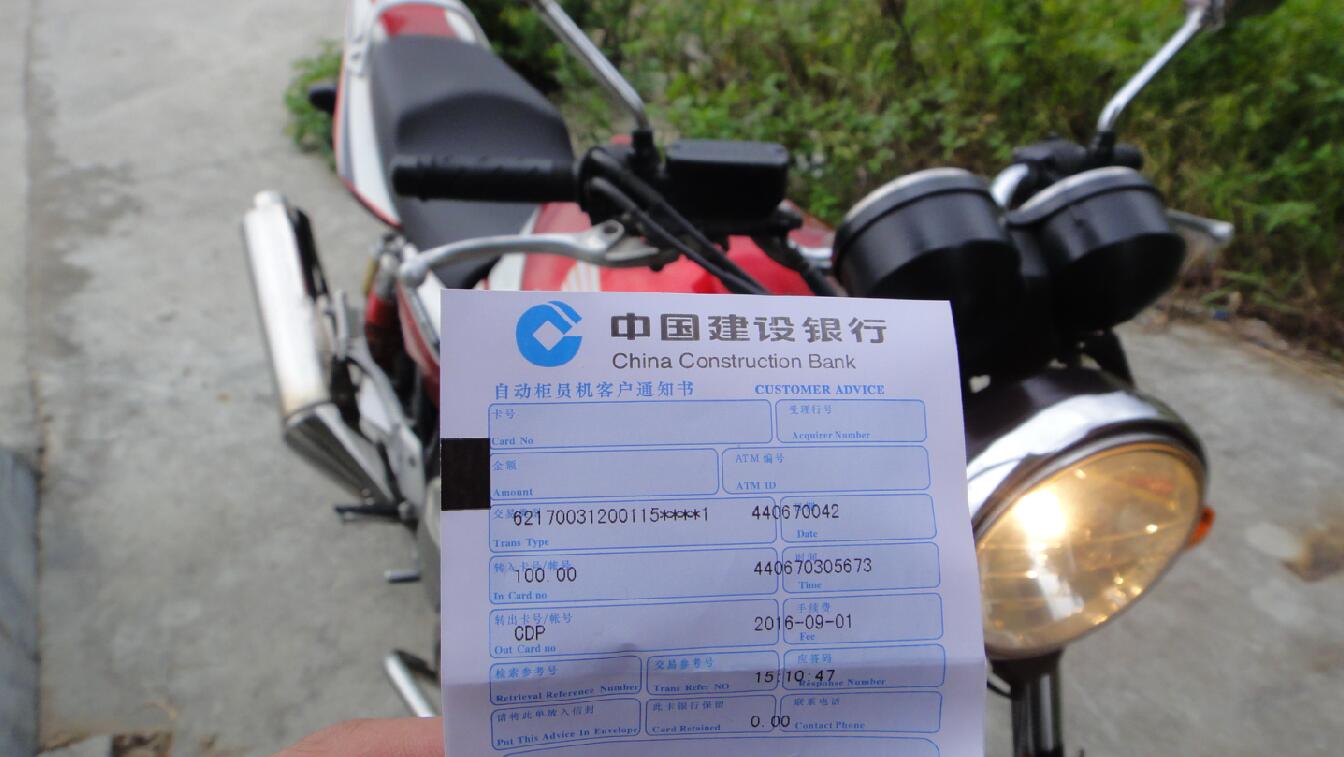 中国建设银行
China Construction Bank
自动柜员机客户通知书 CUSTOMER ADVICE
卡号 受理行号
Card No Acquirer Number
金额 ATM 编号
Amount ATM ID
62170031200115****1 440670042
Trans Type Date
转入卡号/帐号 时间
100.00 440670305673
In Card no Time
转出卡号/帐号 手续费
CDP 2016-09-01
Out Card no Fee
检索参考号 交易参考号 应答码
15:10:47
Retrieval Reference Number Trans Refer NO Response Number
请将此单放入信封 此卡银行保留 联系电话
0.00
Put This Advice In Envelope Card Retained Contact Phone